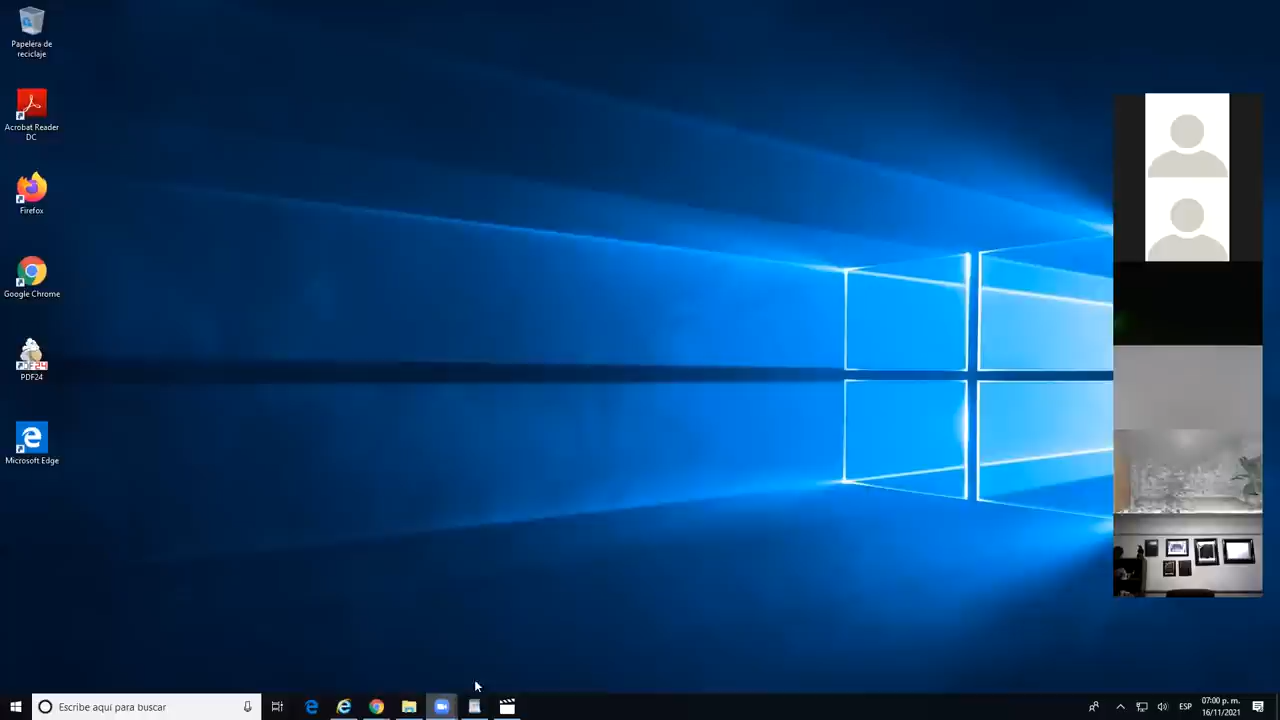 Papelera de
reciclaje
Acrobat Reader
DC
Firefox
Google Chrome
PDF24
Microsoft Edge
Escribe aquí para buscar
ESP
07:00 p. m.
16/11/2021